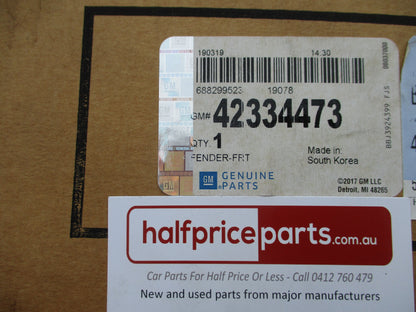 190319 14.30
688299523 19078
GM# 42334473
QTY. 1
FENDER-FRT
Made in:
South Korea
GM GENUINE
PARTS
©2017 GM LLC
Detroit, MI 48265
halfpriceparts.com.au
Car Parts For Half Price Or Less - Call 0412 760 479
New and used parts from major manufacturers